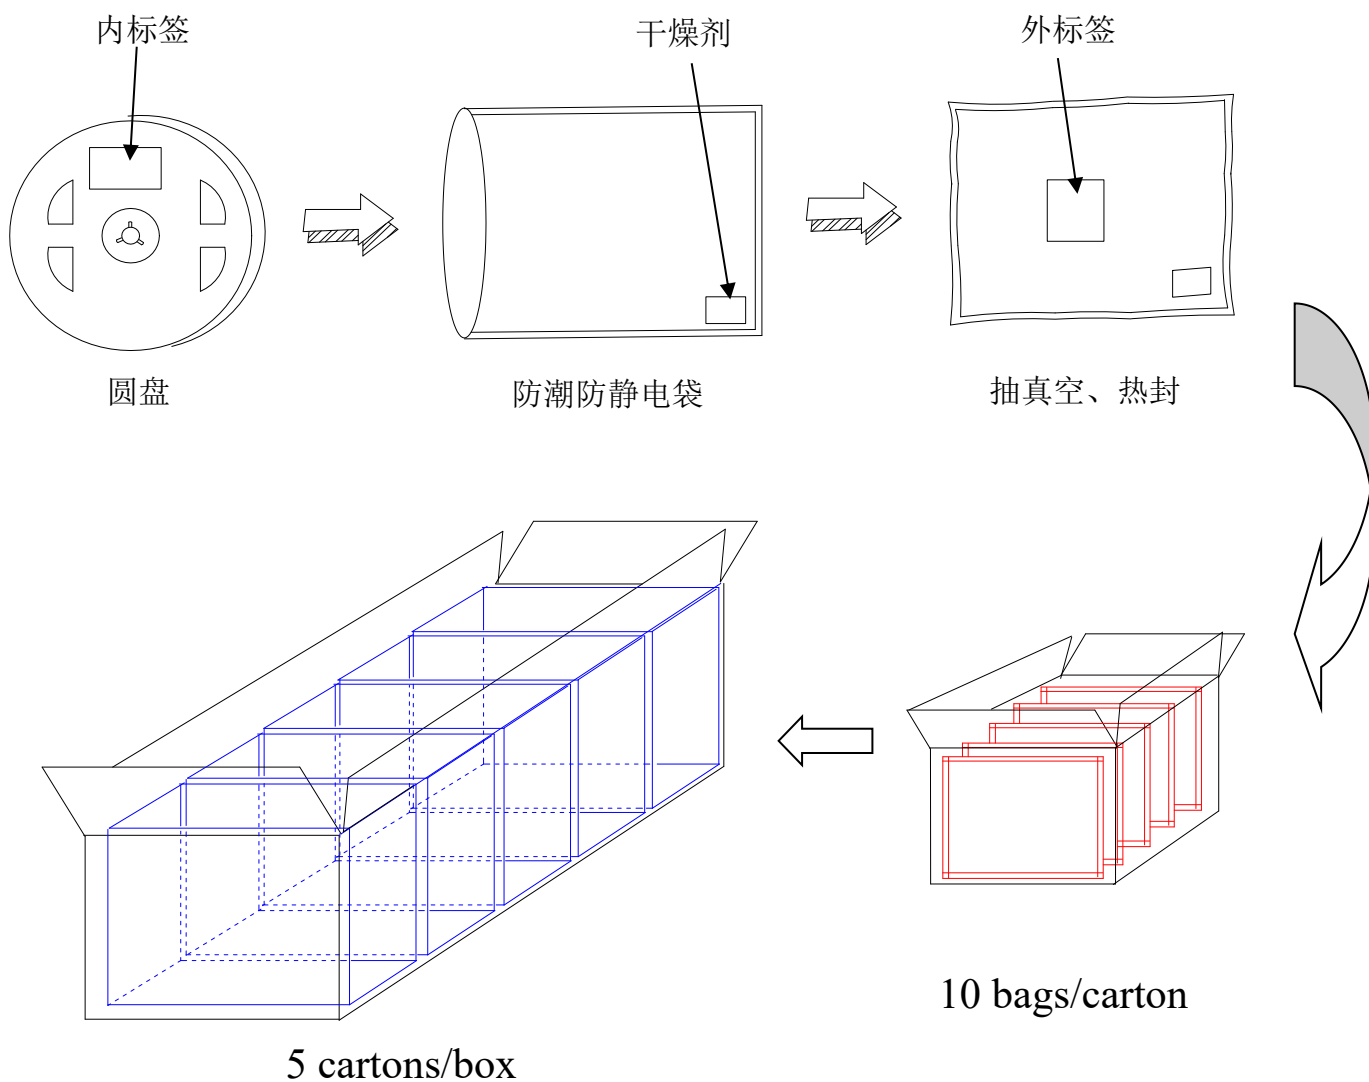 内标签
干燥剂
外标签
圆盘
防潮防静电袋
抽真空、热封
10 bags/carton
5 cartons/box